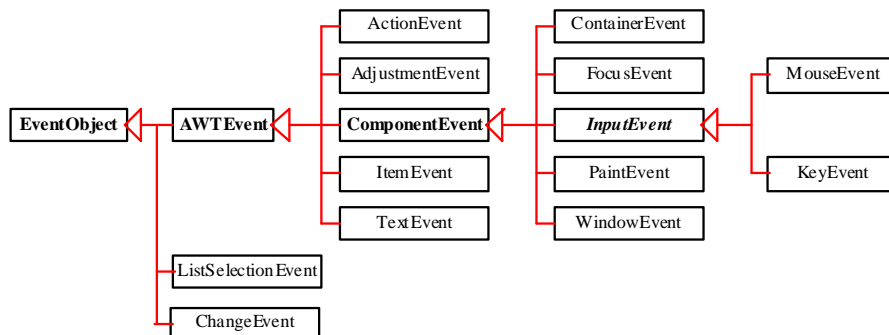 ActionEvent
ContainerEvent
AdjustmentEvent
FocusEvent
MouseEvent
EventObject
AWTEvent
ComponentEvent
InputEvent
ItemEvent
PaintEvent
KeyEvent
TextEvent
WindowEvent
ListSelectionEvent
ChangeEvent